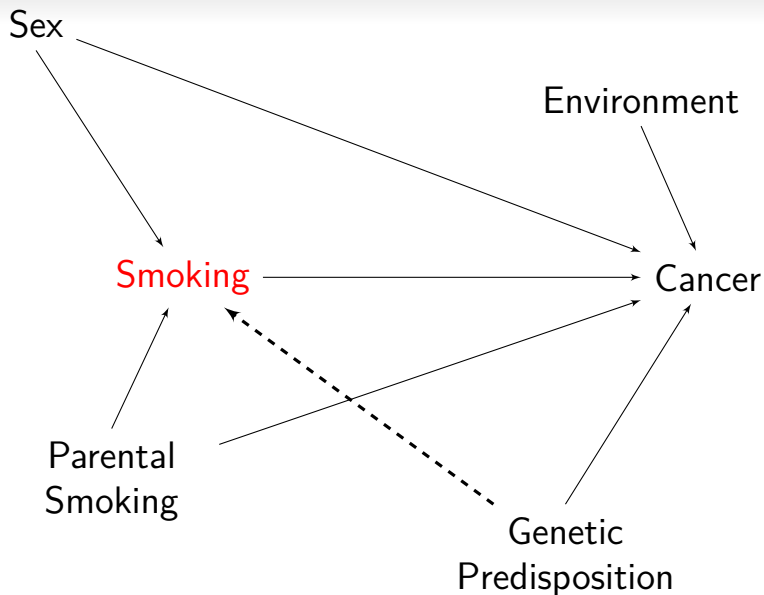 Sex
Environment
Smoking
Cancer
Parental
Smoking
Genetic
Predisposition